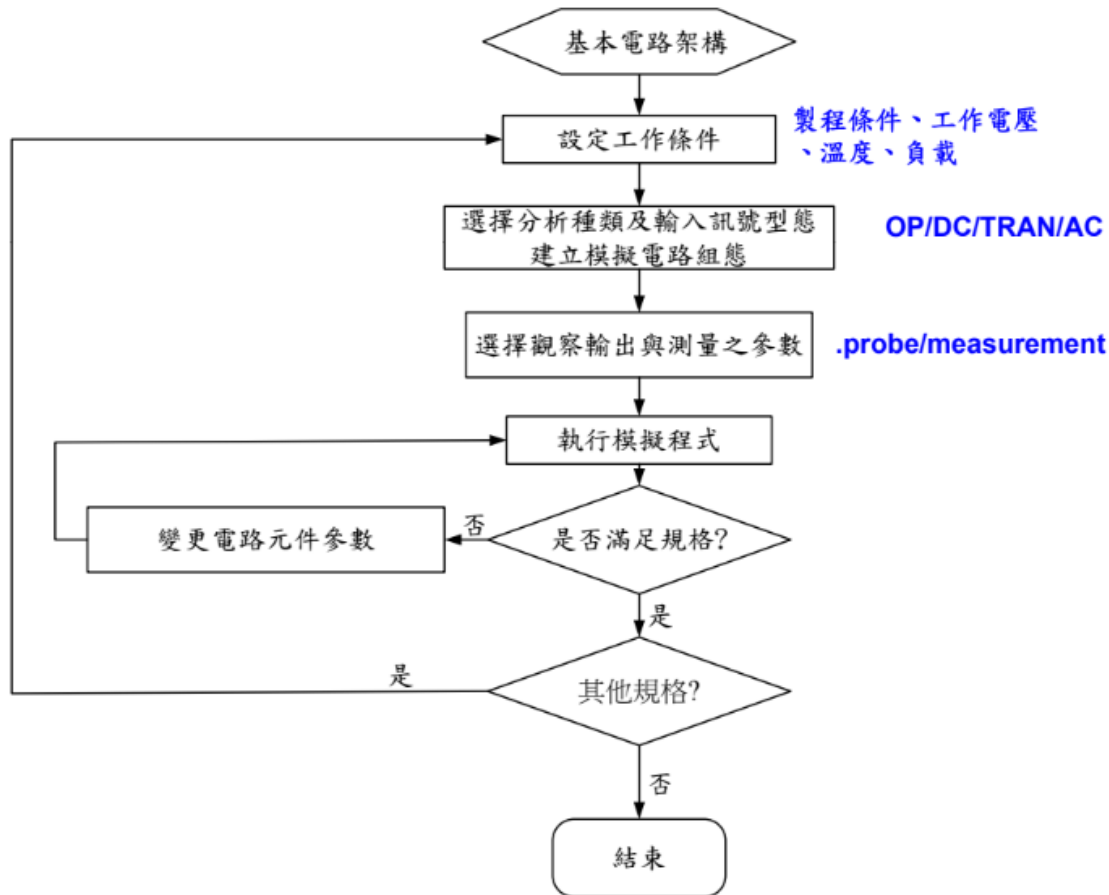 基本電路架構
設定工作條件
製程條件、工作電壓
、溫度、負載
選擇分析種類及輸入訊號型態
建立模擬電路組態
OP/DC/TRAN/AC
選擇觀察輸出與測量之參數
.probe/measurement
執行模擬程式
變更電路元件參數
否
是否滿足規格?
是
是
其他規格?
否
結束